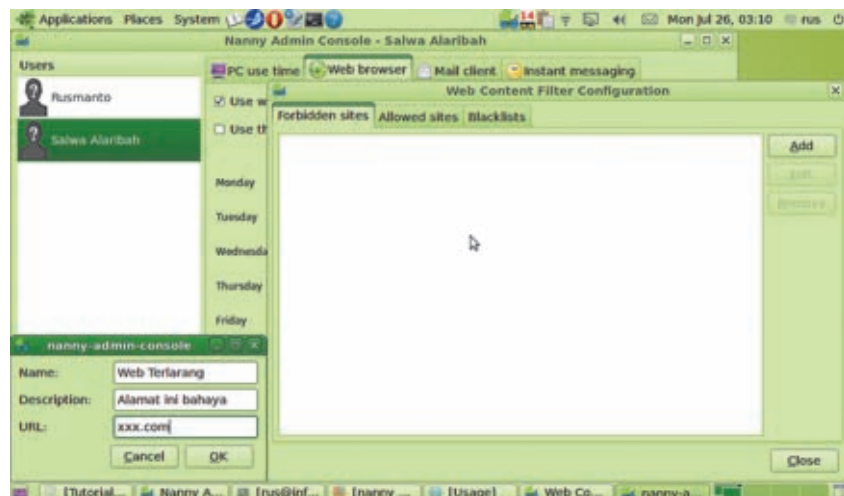 Applications Places System
14
Mon Jul 26, 03:10
rus
Nanny Admin Console - Salwa Alaribah
Users
Rusmanto
Salwa Alaribah
PC use time
Web browser
Mail client
Instant messaging
Use w
Use th
Monday
Tuesday
Wednesda
Thursday
Friday
Web Content Filter Configuration
Forbidden sites
Allowed sites
Blacklists
Add
Edit
Remove
Close
nanny-admin-console
Name:
Web Terlarang
Description:
Alamat ini bahaya
URL:
xxx.com
Cancel
OK
[Tutorial...
Nanny A...
[rus@inf...
[nanny ...
[Usage]
Web Co...
nanny-a...